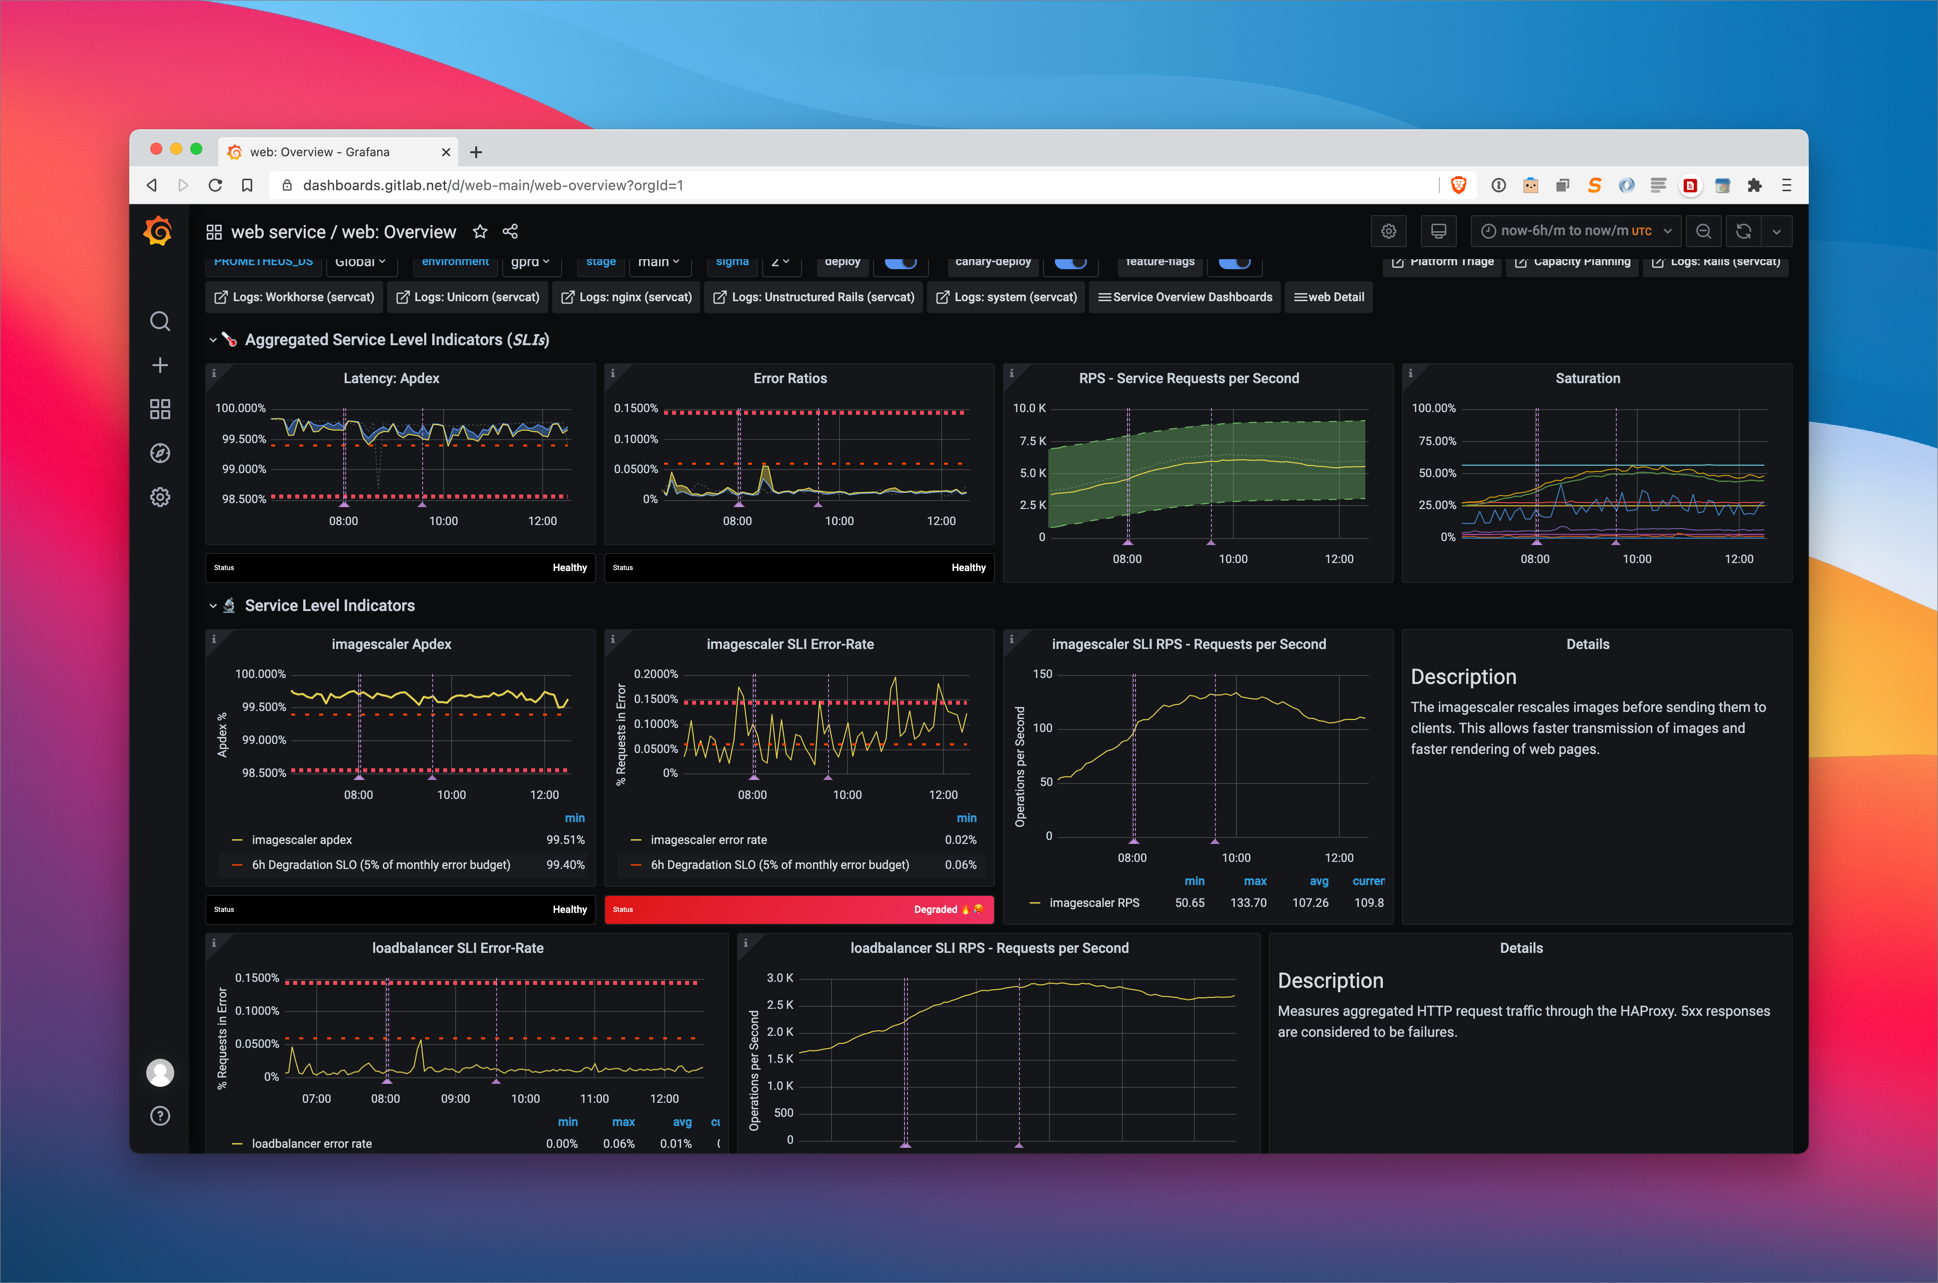 web: Overview - Grafana
dashboards.gitlab.net/d/web-main/web-overview?orgId=1
web service / web: Overview
now-6h/m to now/m UTC
PROMETHEUS_DS Global environment gprd stage main sigma 2 deploy canary-deploy feature-flags Platform Triage Capacity Planning Logs: Rails (servcat)
Logs: Workhorse (servcat) Logs: Unicorn (servcat) Logs: nginx (servcat) Logs: Unstructured Rails (servcat) Logs: system (servcat) Service Overview Dashboards web Detail
Aggregated Service Level Indicators (SLIs)
Latency: Apdex
100.000%
99.500%
99.000%
98.500%
08:00 10:00 12:00
Status Healthy
Error Ratios
0.1500%
0.1000%
0.0500%
0%
08:00 10:00 12:00
Status Healthy
RPS - Service Requests per Second
10.0 K
7.5 K
5.0 K
2.5 K
0
08:00 10:00 12:00
Saturation
100.00%
75.00%
50.00%
25.00%
0%
08:00 10:00 12:00
Service Level Indicators
imagescaler Apdex
Apdex %
100.000%
99.500%
99.000%
98.500%
08:00 10:00 12:00
min
imagescaler apdex 99.51%
6h Degradation SLO (5% of monthly error budget) 99.40%
Status Healthy
imagescaler SLI Error-Rate
% Requests in Error
0.2000%
0.1500%
0.1000%
0.0500%
0%
08:00 10:00 12:00
min
imagescaler error rate 0.02%
6h Degradation SLO (5% of monthly error budget) 0.06%
Status Degraded 🔥🥵
imagescaler SLI RPS - Requests per Second
Operations per Second
150
100
50
0
08:00 10:00 12:00
min max avg curren
imagescaler RPS 50.65 133.70 107.26 109.8
Details
Description
The imagescaler rescales images before sending them to
clients. This allows faster transmission of images and
faster rendering of web pages.
loadbalancer SLI Error-Rate
% Requests in Error
0.1500%
0.1000%
0.0500%
0%
07:00 08:00 09:00 10:00 11:00 12:00
min max avg cu
loadbalancer error rate 0.00% 0.06% 0.01%
loadbalancer SLI RPS - Requests per Second
Operations per Second
3.0 K
2.5 K
2.0 K
1.5 K
1.0 K
500
0
Details
Description
Measures aggregated HTTP request traffic through the HAProxy. 5xx responses
are considered to be failures.